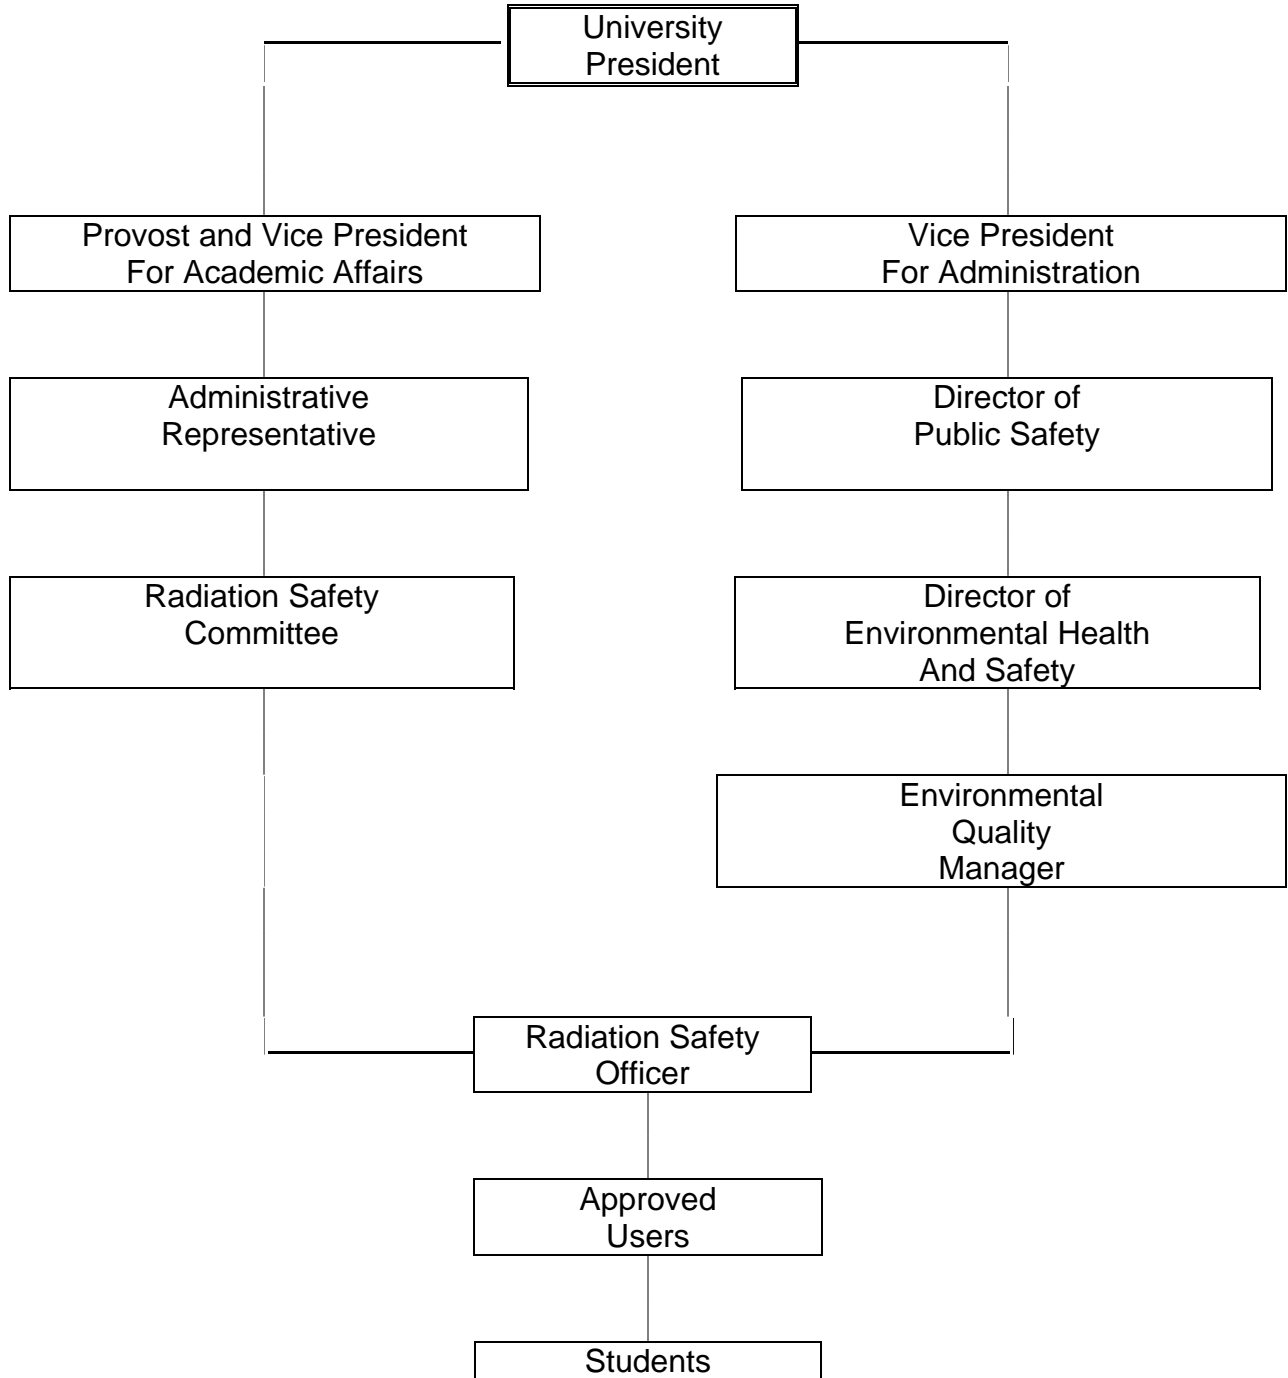 University
President
Provost and Vice President
For Academic Affairs
Vice President
For Administration
Administrative
Representative
Director of
Public Safety
Radiation Safety
Committee
Director of
Environmental Health
And Safety
Environmental
Quality
Manager
Radiation Safety
Officer
Approved
Users
Students